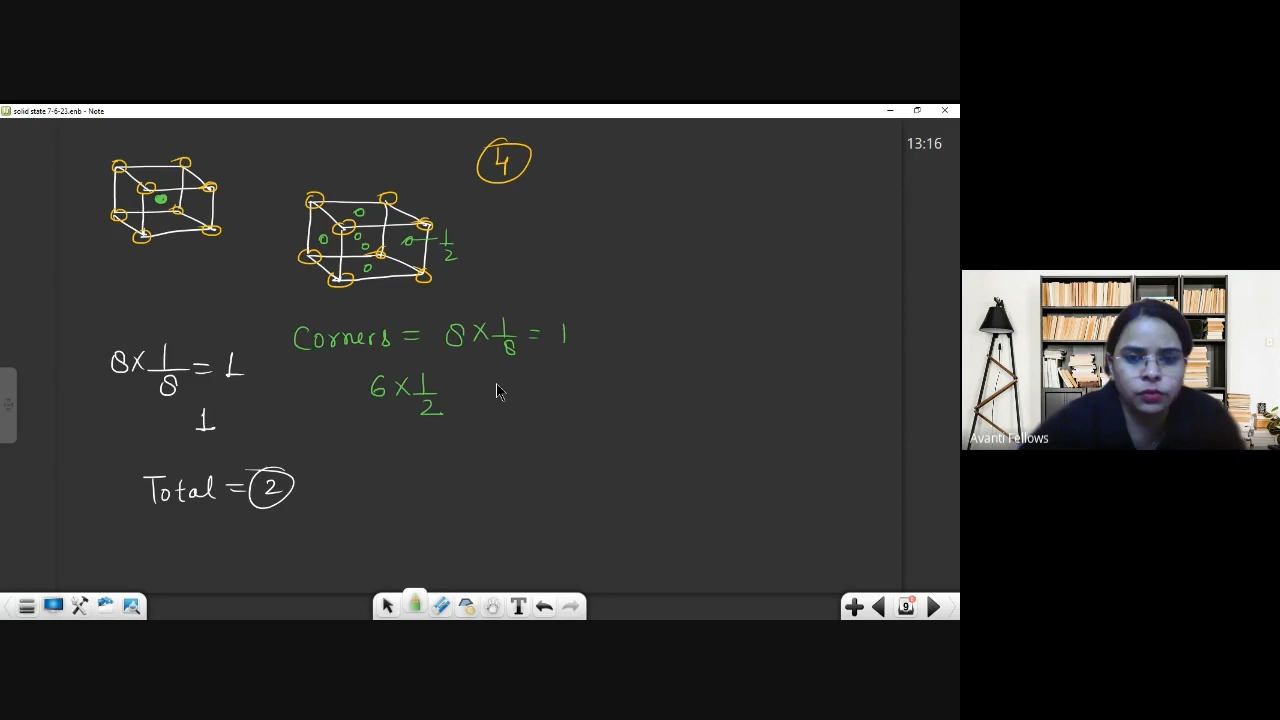 solid state 7-6-23.enb - Note
13:16
4
1/2
Corners = 8 × 1/8 = 1
8 × 1/8 = 1
6 × 1/2
1
Total = 2
Avanti Fellows
T
9